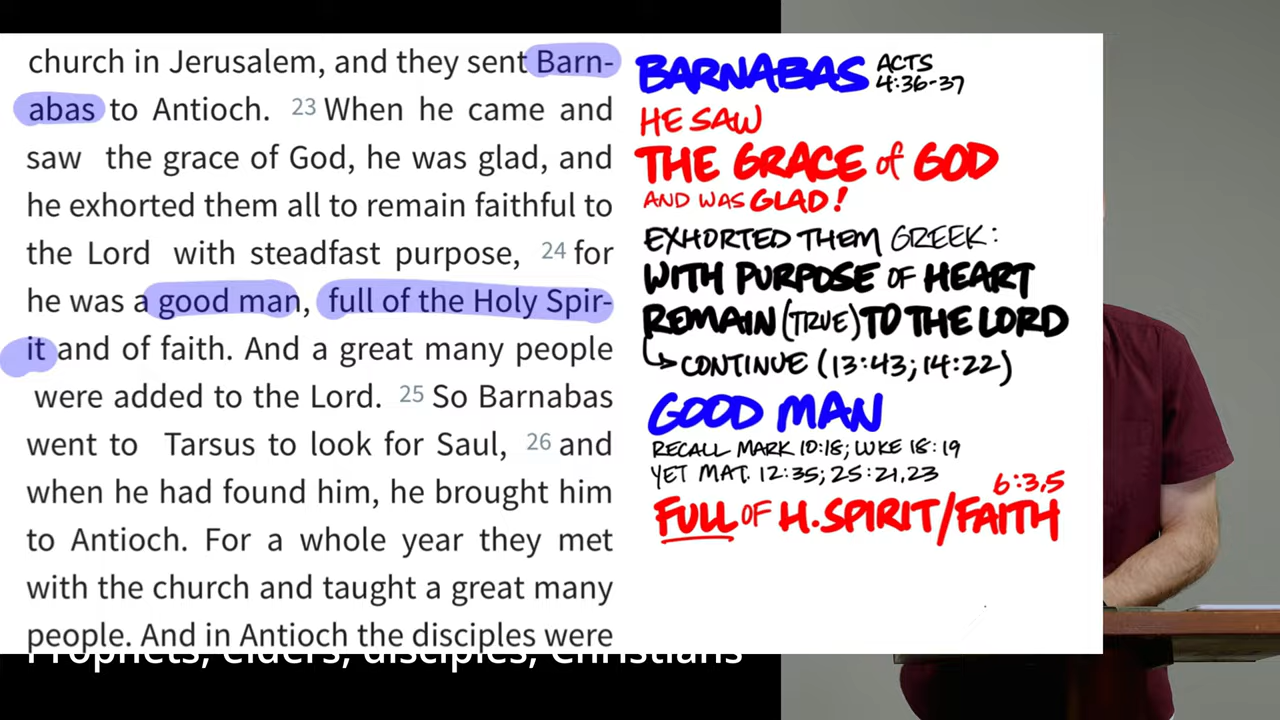 church in Jerusalem, and they sent Barn-
abas to Antioch. 23 When he came and
saw the grace of God, he was glad, and
he exhorted them all to remain faithful to
the Lord with steadfast purpose, 24 for
he was a good man, full of the Holy Spir-
it and of faith. And a great many people
were added to the Lord. 25 So Barnabas
went to Tarsus to look for Saul, 26 and
when he had found him, he brought him
to Antioch. For a whole year they met
with the church and taught a great many
people. And in Antioch the disciples were
BARNABAS ACTS
4:36-37
HE SAW
THE GRACE of GOD
AND WAS GLAD!
EXHORTED THEM GREEK:
WITH PURPOSE OF HEART
REMAIN (TRUE) TO THE LORD
CONTINUE (13:43; 14:22)
GOOD MAN
RECALL MARK 10:18; LUKE 18:19
YET MAT. 12:35; 25:21,23
6:3,5
FULL OF H. SPIRIT/FAITH
Prophets, elders, disciples, Christians